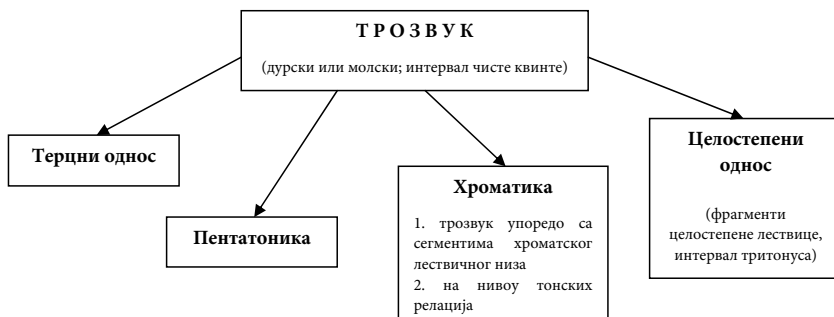 ТРОЗВУК
(дурски или молски; интервал чисте квинте)
Терцни однос
Пентатоника
Хроматика
1. трозвук упоредо са
сегментима хроматског
лествичног низа
2. на нивоу тонских
релација
Целостепени
однос
(фрагменти
целостепене лествице,
интервал тритонуса)